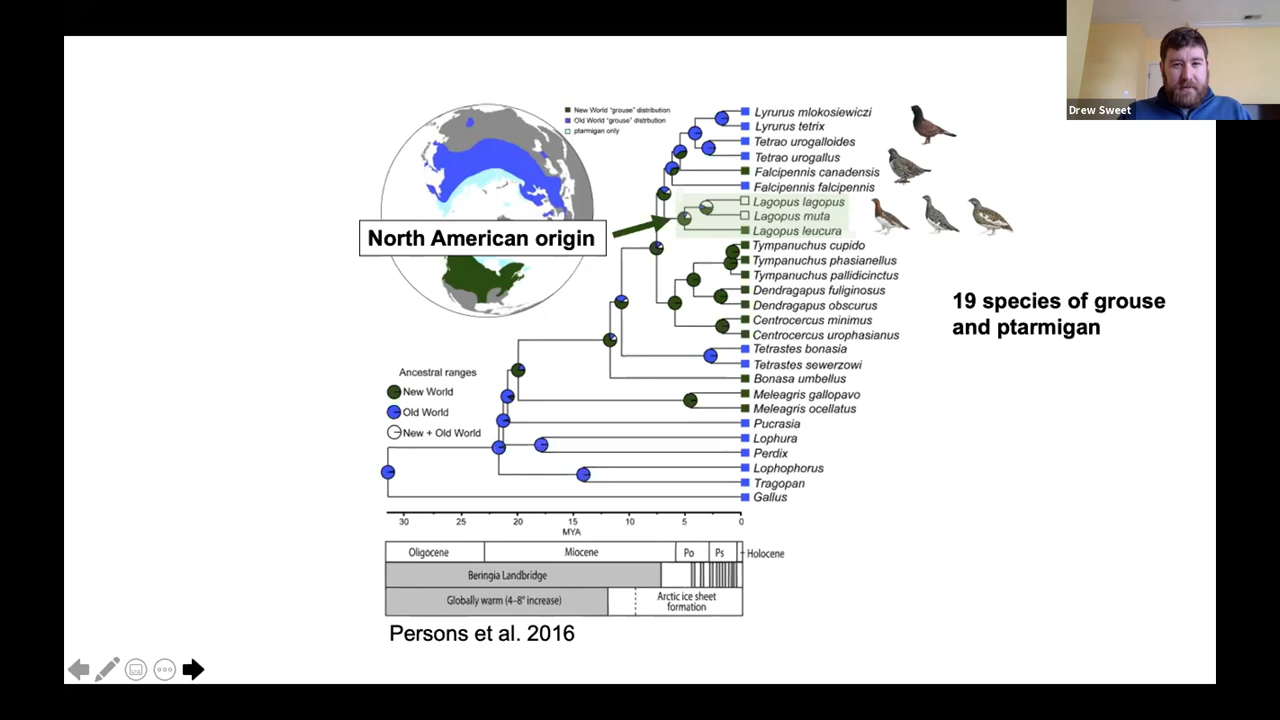 Drew Sweet
New World "grouse" distribution
Old World "grouse" distrbution
ptarmigan only
North American origin
Lyrurus mlokosiewiczi
Lyrurus tetrix
Tetrao urogalloides
Tetrao urogallus
Falcipennis canadensis
Falcipennis falcipennis
Lagopus lagopus
Lagopus muta
Lagopus leucura
Tympanuchus cupido
Tympanuchus phasianellus
Tympanuchus pallidicinctus
Dendragapus fuliginosus
Dendragapus obscurus
Centrocercus minimus
Centrocercus urophasianus
Tetrastes bonasia
Tetrastes sewerzowi
Bonasa umbellus
Meleagris gallopavo
Meleagris ocellatus
Pucrasia
Lophura
Perdix
Lophophorus
Tragopan
Gallus
19 species of grouse
and ptarmigan
Ancestral ranges
New World
Old World
New + Old World
30 25 20 15 10 5 0
MYA
Oligocene Miocene Po Ps Holocene
Beringia Landbridge
Globally warm (4–8° increase)
Arctic ice sheet
formation
Persons et al. 2016